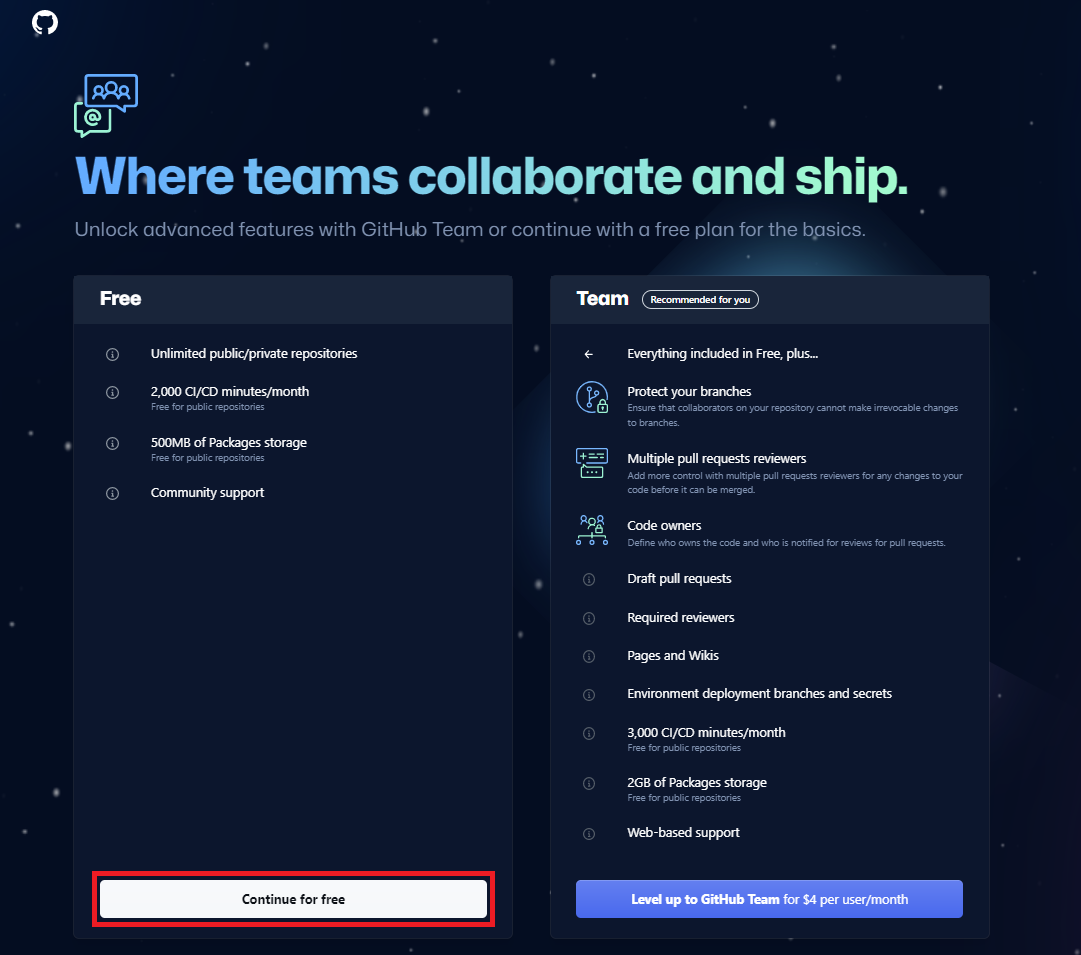 Where teams collaborate and ship.
Unlock advanced features with GitHub Team or continue with a free plan for the basics.
Free
Unlimited public/private repositories
2,000 CI/CD minutes/month
Free for public repositories
500MB of Packages storage
Free for public repositories
Community support
Continue for free
Team
Recommended for you
Everything included in Free, plus...
Protect your branches
Ensure that collaborators on your repository cannot make irrevocable changes
to branches.
Multiple pull requests reviewers
Add more control with multiple pull requests reviewers for any changes to your
code before it can be merged.
Code owners
Define who owns the code and who is notified for reviews for pull requests.
Draft pull requests
Required reviewers
Pages and Wikis
Environment deployment branches and secrets
3,000 CI/CD minutes/month
Free for public repositories
2GB of Packages storage
Free for public repositories
Web-based support
Level up to GitHub Team for $4 per user/month